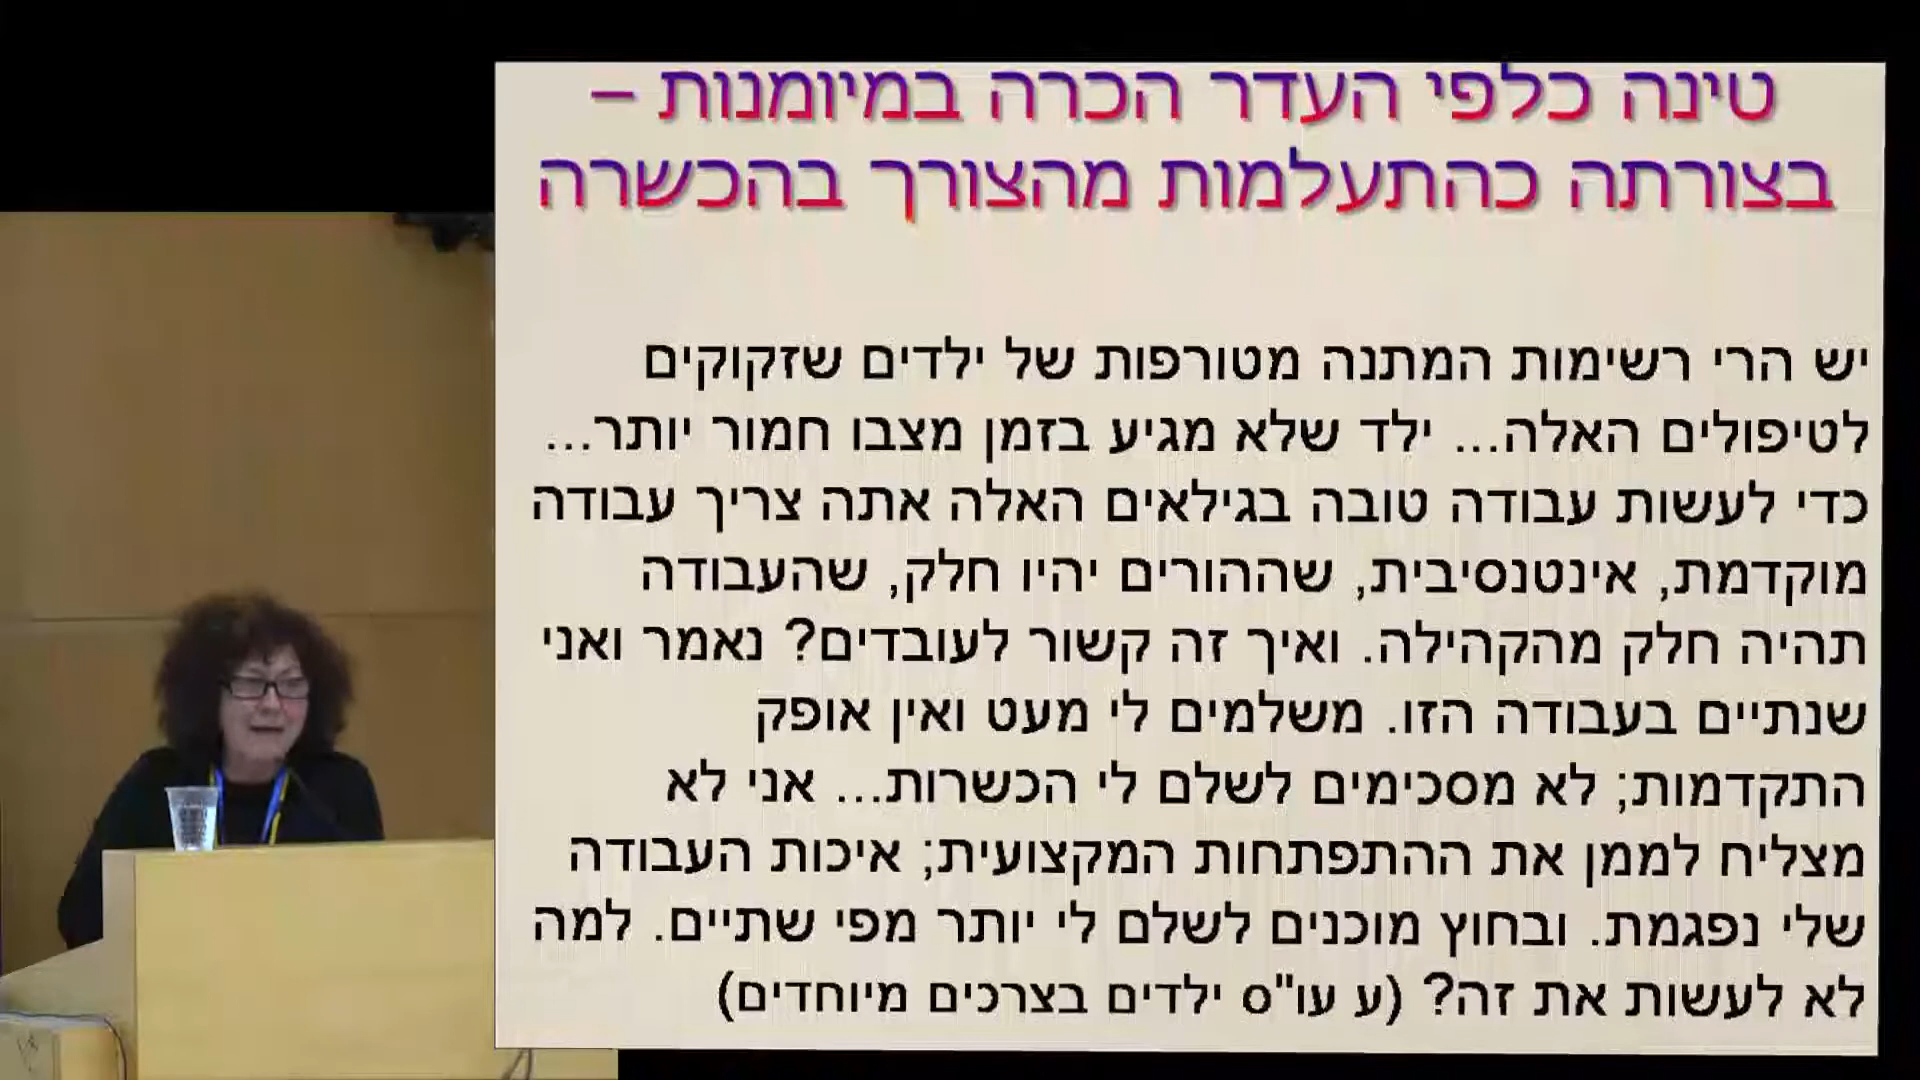 טינה כלפי העדר הכרה במיומנות –
בצורתה כהתעלמות מהצורך בהכשרה
יש הרי רשימות המתנה מטורפות של ילדים שזקוקים
לטיפולים האלה... ילד שלא מגיע בזמן מצבו חמור יותר...
כדי לעשות עבודה טובה בגילאים האלה אתה צריך עבודה
מוקדמת, אינטנסיבית, שההורים יהיו חלק, שהעבודה
תהיה חלק מהקהילה. ואיך זה קשור לעובדים? נאמר ואני
שנתיים בעבודה הזו. משלמים לי מעט ואין אופק
התקדמות; לא מסכימים לשלם לי הכשרות... אני לא
מצליח לממן את ההתפתחות המקצועית; איכות העבודה
שלי נפגמת. ובחוץ מוכנים לשלם לי יותר מפי שתיים. למה
לא לעשות את זה? (ע עו"ס ילדים בצרכים מיוחדים)